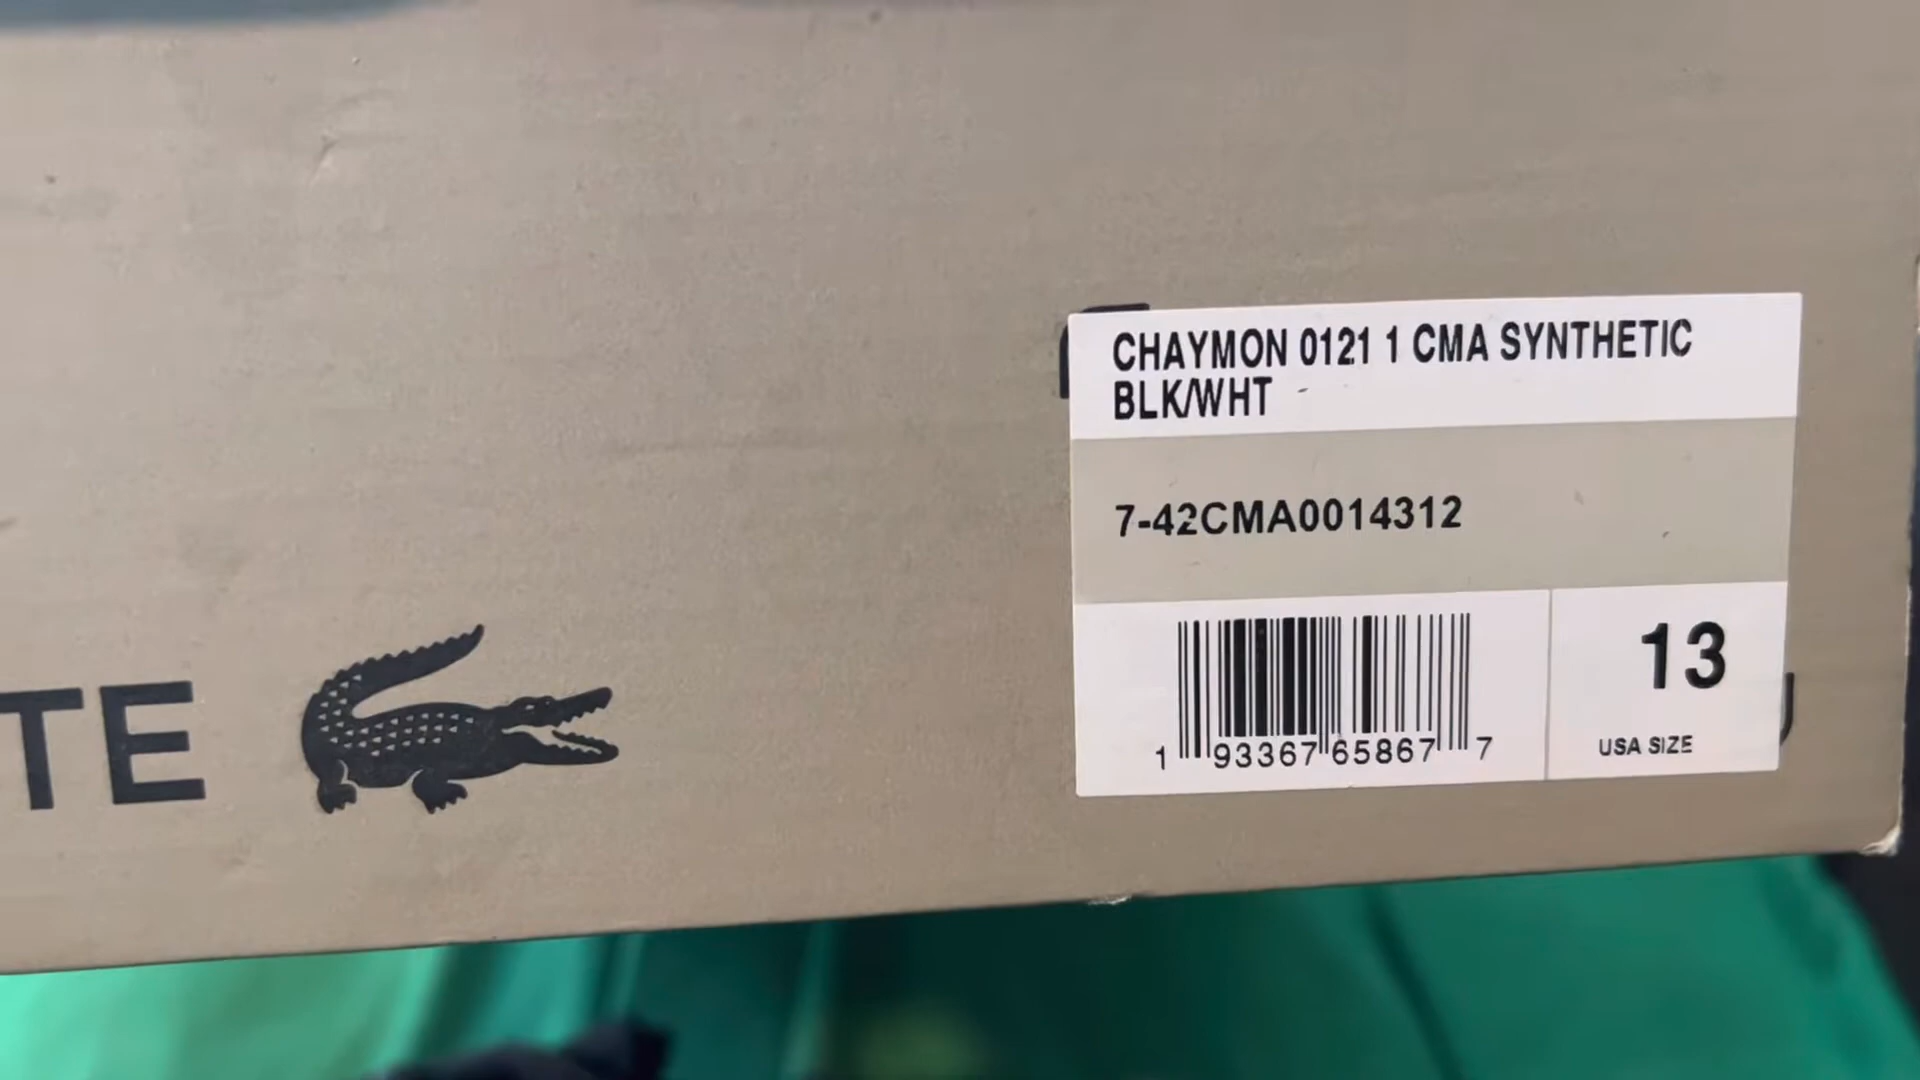 CHAYMON 0121 1 CMA SYNTHETIC
BLK/WHT
7-42CMA0014312
13
1 93367 65867 7
USA SIZE
TE